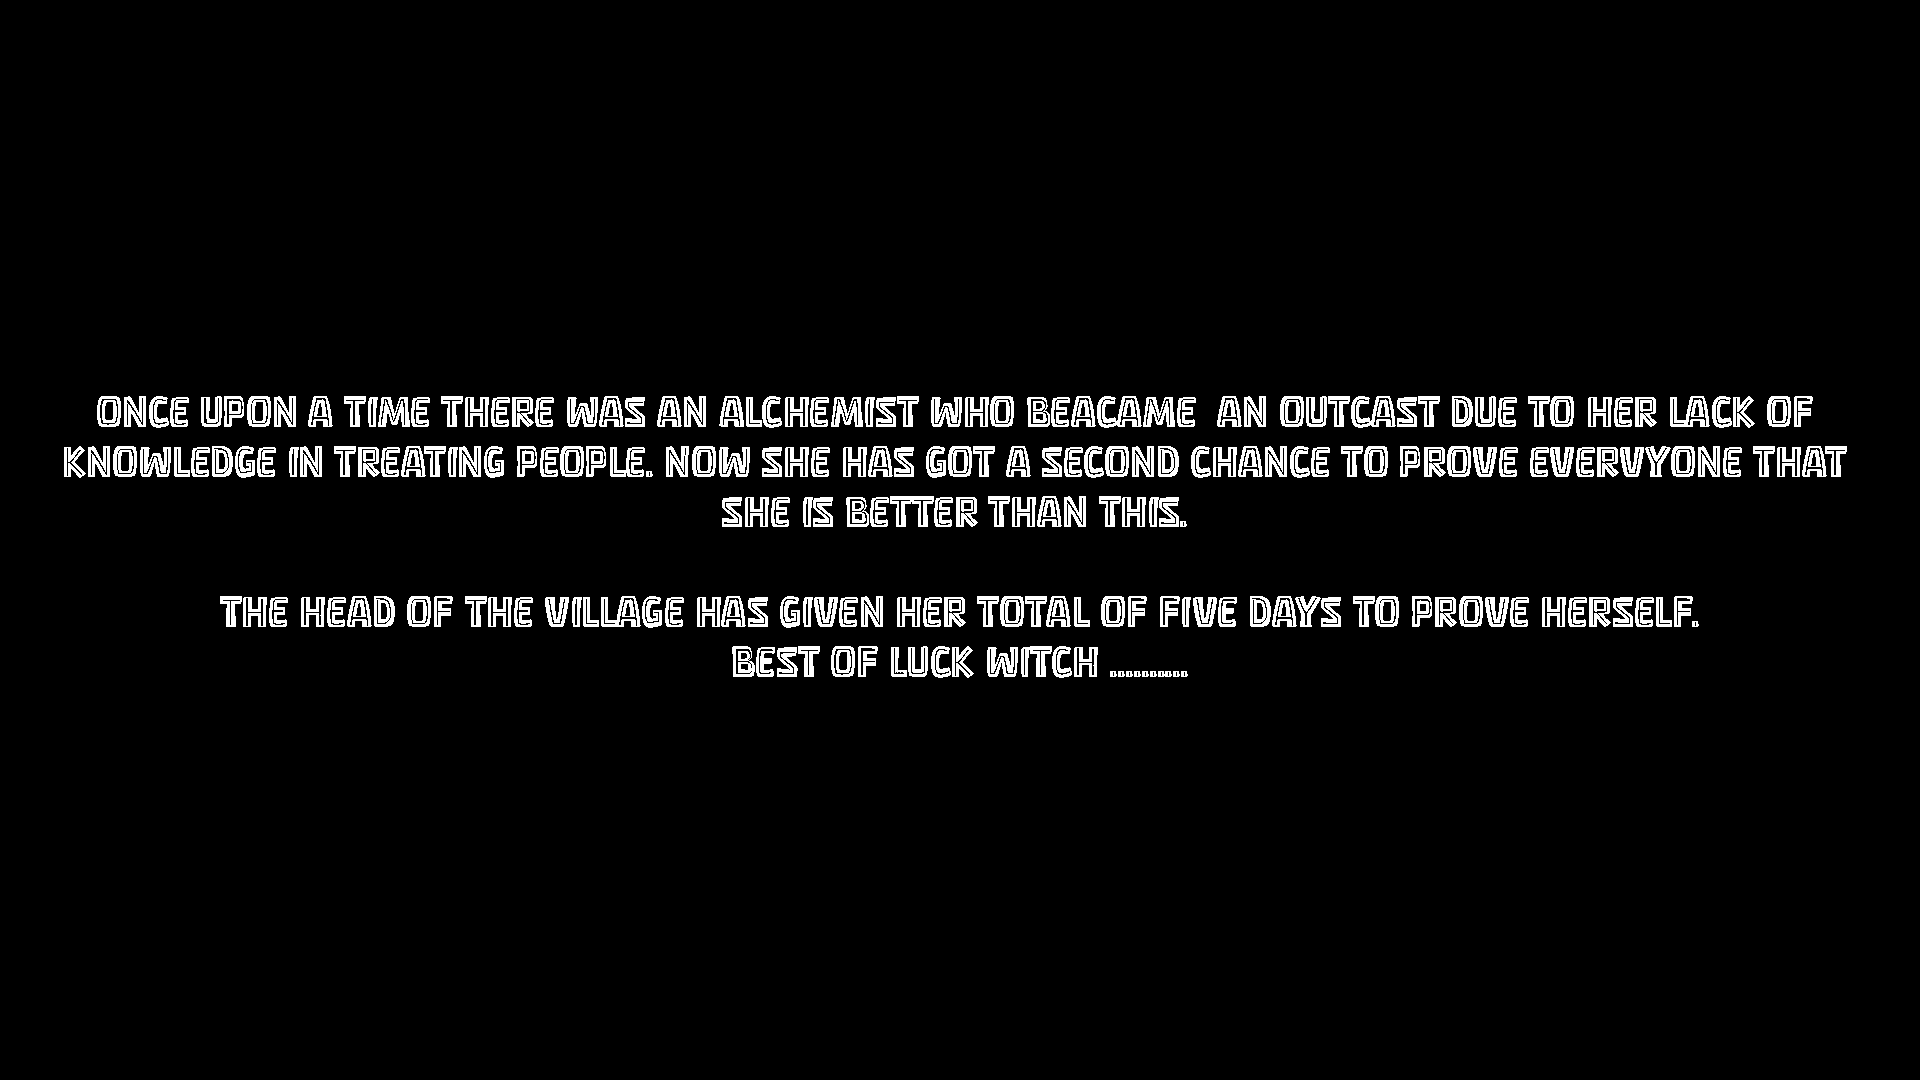 ONCE UPON A TIME THERE WAS AN ALCHEMIST WHO BEACAME  AN OUTCAST DUE TO HER LACK OF
KNOWLEDGE IN TREATING PEOPLE. NOW SHE HAS GOT A SECOND CHANCE TO PROVE EVERVYONE THAT
SHE IS BETTER THAN THIS.
THE HEAD OF THE VILLAGE HAS GIVEN HER TOTAL OF FIVE DAYS TO PROVE HERSELF.
BEST OF LUCK WITCH ..........